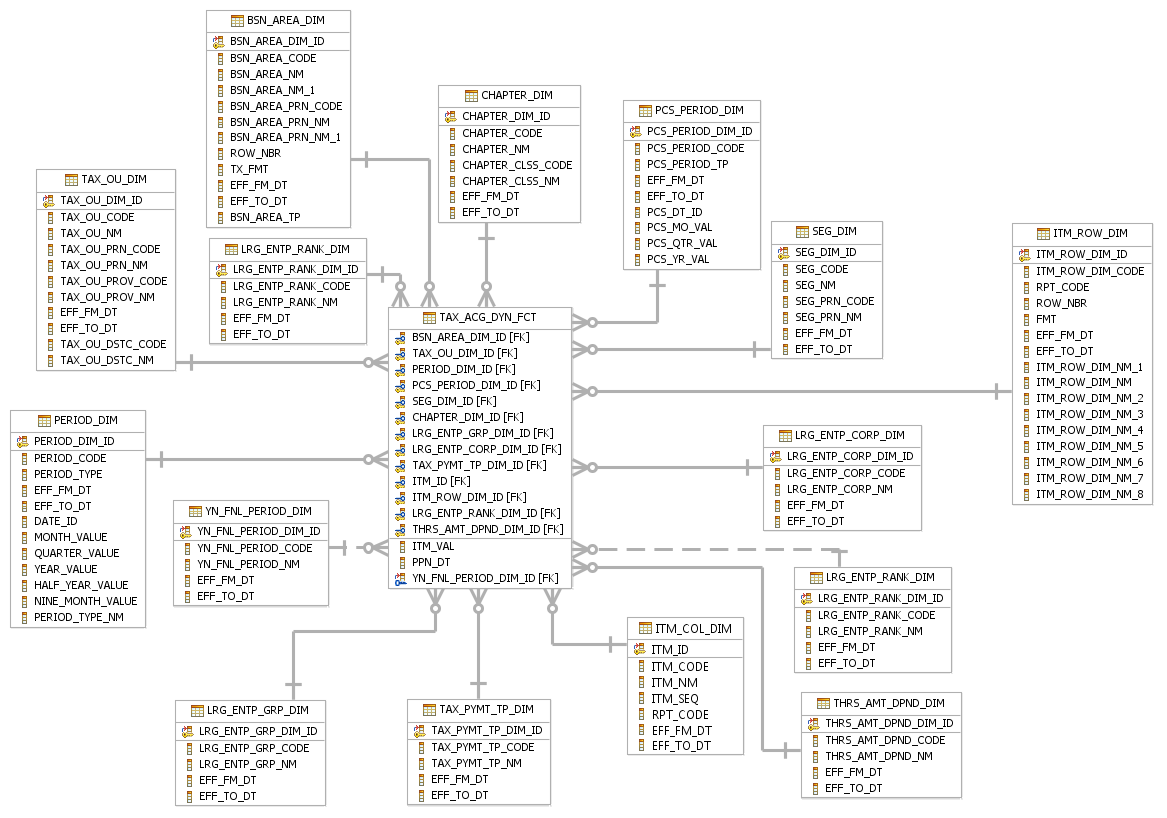 BSN_AREA_DIM
BSN_AREA_DIM_ID
BSN_AREA_CODE
BSN_AREA_NM
BSN_AREA_NM_1
BSN_AREA_PRN_CODE
BSN_AREA_PRN_NM
BSN_AREA_PRN_NM_1
ROW_NBR
TX_FMT
EFF_FM_DT
EFF_TO_DT
BSN_AREA_TP
CHAPTER_DIM
CHAPTER_DIM_ID
CHAPTER_CODE
CHAPTER_NM
CHAPTER_CLSS_CODE
CHAPTER_CLSS_NM
EFF_FM_DT
EFF_TO_DT
PCS_PERIOD_DIM
PCS_PERIOD_DIM_ID
PCS_PERIOD_CODE
PCS_PERIOD_TP
EFF_FM_DT
EFF_TO_DT
PCS_DT_ID
PCS_MO_VAL
PCS_QTR_VAL
PCS_YR_VAL
TAX_OU_DIM
TAX_OU_DIM_ID
TAX_OU_CODE
TAX_OU_NM
TAX_OU_PRN_CODE
TAX_OU_PRN_NM
TAX_OU_PROV_CODE
TAX_OU_PROV_NM
EFF_FM_DT
EFF_TO_DT
TAX_OU_DSTC_CODE
TAX_OU_DSTC_NM
LRG_ENTP_RANK_DIM
LRG_ENTP_RANK_DIM_ID
LRG_ENTP_RANK_CODE
LRG_ENTP_RANK_NM
EFF_FM_DT
EFF_TO_DT
SEG_DIM
SEG_DIM_ID
SEG_CODE
SEG_NM
SEG_PRN_CODE
SEG_PRN_NM
EFF_FM_DT
EFF_TO_DT
ITM_ROW_DIM
ITM_ROW_DIM_ID
ITM_ROW_DIM_CODE
RPT_CODE
ROW_NBR
FMT
EFF_FM_DT
EFF_TO_DT
ITM_ROW_DIM_NM_1
ITM_ROW_DIM_NM
ITM_ROW_DIM_NM_2
ITM_ROW_DIM_NM_3
ITM_ROW_DIM_NM_4
ITM_ROW_DIM_NM_5
ITM_ROW_DIM_NM_6
ITM_ROW_DIM_NM_7
ITM_ROW_DIM_NM_8
TAX_ACG_DYN_FCT
BSN_AREA_DIM_ID [FK]
TAX_OU_DIM_ID [FK]
PERIOD_DIM_ID [FK]
PCS_PERIOD_DIM_ID [FK]
SEG_DIM_ID [FK]
CHAPTER_DIM_ID [FK]
LRG_ENTP_GRP_DIM_ID [FK]
LRG_ENTP_CORP_DIM_ID [FK]
TAX_PYMT_TP_DIM_ID [FK]
ITM_ID [FK]
ITM_ROW_DIM_ID [FK]
LRG_ENTP_RANK_DIM_ID [FK]
THRS_AMT_DPND_DIM_ID [FK]
ITM_VAL
PPN_DT
YN_FNL_PERIOD_DIM_ID [FK]
PERIOD_DIM
PERIOD_DIM_ID
PERIOD_CODE
PERIOD_TYPE
EFF_FM_DT
EFF_TO_DT
DATE_ID
MONTH_VALUE
QUARTER_VALUE
YEAR_VALUE
HALF_YEAR_VALUE
NINE_MONTH_VALUE
PERIOD_TYPE_NM
YN_FNL_PERIOD_DIM
YN_FNL_PERIOD_DIM_ID
YN_FNL_PERIOD_CODE
YN_FNL_PERIOD_NM
EFF_FM_DT
EFF_TO_DT
LRG_ENTP_CORP_DIM
LRG_ENTP_CORP_DIM_ID
LRG_ENTP_CORP_CODE
LRG_ENTP_CORP_NM
EFF_FM_DT
EFF_TO_DT
LRG_ENTP_RANK_DIM
LRG_ENTP_RANK_DIM_ID
LRG_ENTP_RANK_CODE
LRG_ENTP_RANK_NM
EFF_FM_DT
EFF_TO_DT
ITM_COL_DIM
ITM_ID
ITM_CODE
ITM_NM
ITM_SEQ
RPT_CODE
EFF_FM_DT
EFF_TO_DT
LRG_ENTP_GRP_DIM
LRG_ENTP_GRP_DIM_ID
LRG_ENTP_GRP_CODE
LRG_ENTP_GRP_NM
EFF_FM_DT
EFF_TO_DT
TAX_PYMT_TP_DIM
TAX_PYMT_TP_DIM_ID
TAX_PYMT_TP_CODE
TAX_PYMT_TP_NM
EFF_FM_DT
EFF_TO_DT
THRS_AMT_DPND_DIM
THRS_AMT_DPND_DIM_ID
THRS_AMT_DPND_CODE
THRS_AMT_DPND_NM
EFF_FM_DT
EFF_TO_DT